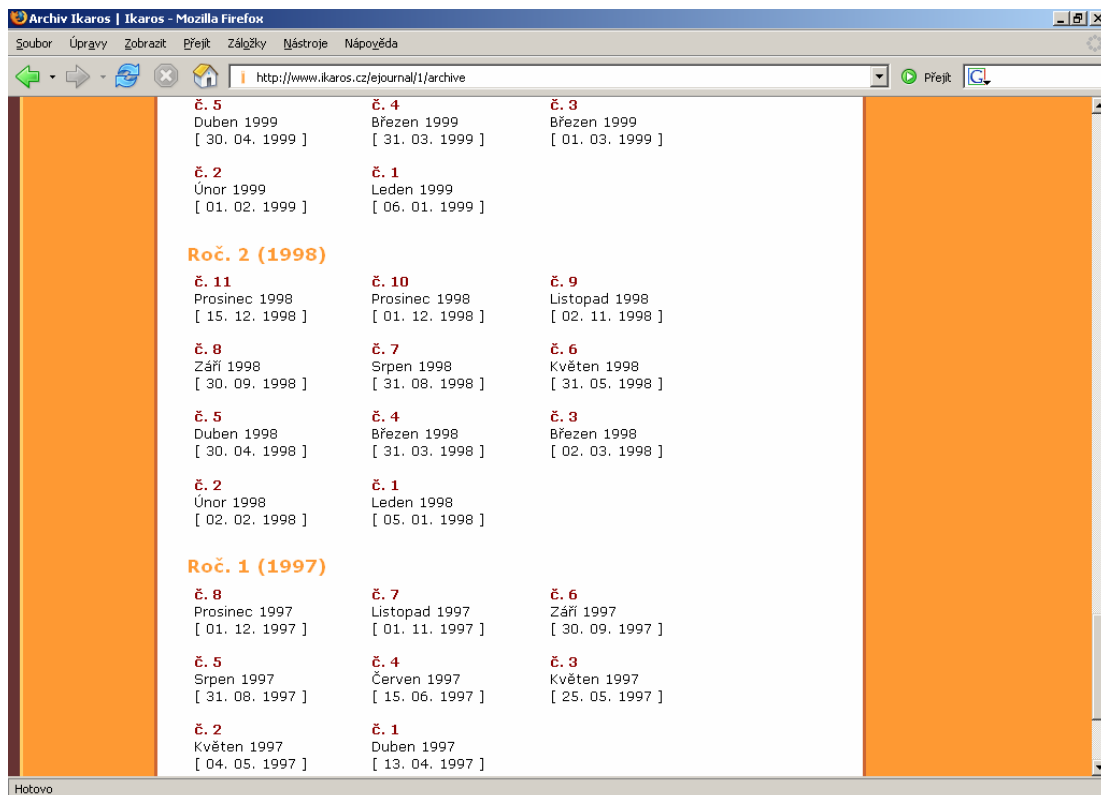 Archiv Ikaros | Ikaros - Mozilla Firefox
Soubor Úpravy Zobrazit Přejít Záložky Nástroje Nápověda
http://www.ikaros.cz/ejournal/1/archive Přejít G
č. 5 č. 4 č. 3
Duben 1999 Březen 1999 Březen 1999
[ 30. 04. 1999 ] [ 31. 03. 1999 ] [ 01. 03. 1999 ]
č. 2 č. 1
Únor 1999 Leden 1999
[ 01. 02. 1999 ] [ 06. 01. 1999 ]
Roč. 2 (1998)
č. 11 č. 10 č. 9
Prosinec 1998 Prosinec 1998 Listopad 1998
[ 15. 12. 1998 ] [ 01. 12. 1998 ] [ 02. 11. 1998 ]
č. 8 č. 7 č. 6
Září 1998 Srpen 1998 Květen 1998
[ 30. 09. 1998 ] [ 31. 08. 1998 ] [ 31. 05. 1998 ]
č. 5 č. 4 č. 3
Duben 1998 Březen 1998 Březen 1998
[ 30. 04. 1998 ] [ 31. 03. 1998 ] [ 02. 03. 1998 ]
č. 2 č. 1
Únor 1998 Leden 1998
[ 02. 02. 1998 ] [ 05. 01. 1998 ]
Roč. 1 (1997)
č. 8 č. 7 č. 6
Prosinec 1997 Listopad 1997 Září 1997
[ 01. 12. 1997 ] [ 01. 11. 1997 ] [ 30. 09. 1997 ]
č. 5 č. 4 č. 3
Srpen 1997 Červen 1997 Květen 1997
[ 31. 08. 1997 ] [ 15. 06. 1997 ] [ 25. 05. 1997 ]
č. 2 č. 1
Květen 1997 Duben 1997
[ 04. 05. 1997 ] [ 13. 04. 1997 ]
Hotovo